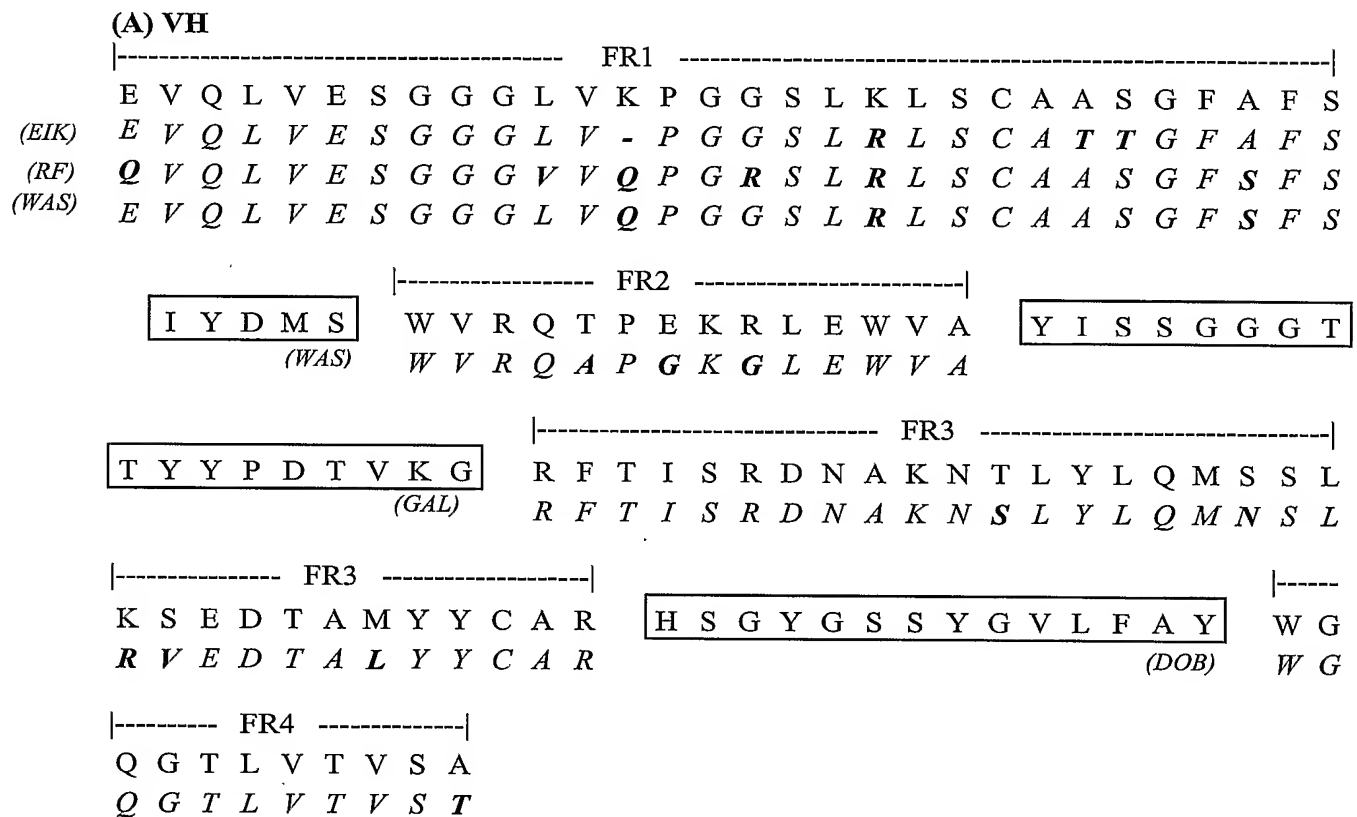 (A) VH
|---------------------------------- FR1 ----------------------------------------------|
E V Q L V E S G G G L V K P G G S L K L S C A A S G F A F S
(EIK) E V Q L V E S G G G L V - P G G S L R L S C A T T G F A F S
(RF) Q V Q L V E S G G G V V Q P G R S L R L S C A A S G F S F S
(WAS) E V Q L V E S G G G L V Q P G G S L R L S C A A S G F S F S
|---------------- FR2 --------------------|
I Y D M S W V R Q T P E K R L E W V A Y I S S G G G T
(WAS) W V R Q A P G K G L E W V A
|------------------------- FR3 -------------------------|
T Y Y P D T V K G R F T I S R D N A K N T L Y L Q M S S L
(GAL) R F T I S R D N A K N S L Y L Q M N S L
|------------- FR3 ----------------| |------
K S E D T A M Y Y C A R H S G Y G S S Y G V L F A Y W G
R V E D T A L Y Y C A R (DOB) W G
|--------- FR4 -------------|
Q G T L V T V S A
Q G T L V T V S T